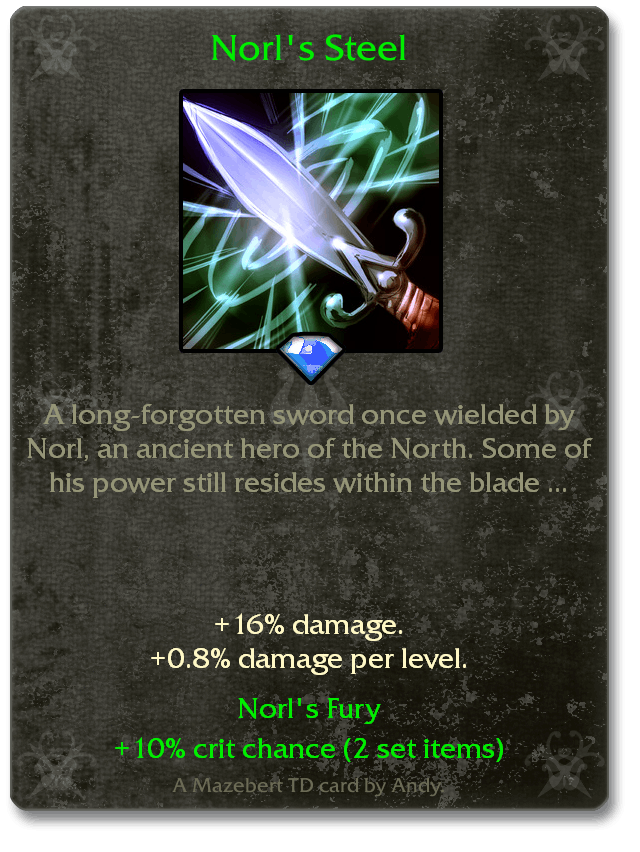 Norl's Steel
A long-forgotten sword once wielded by
Norl, an ancient hero of the North. Some of
his power still resides within the blade ...
+16% damage.
+0.8% damage per level.
Norl's Fury
+10% crit chance (2 set items)
A Mazebert TD card by Andy.